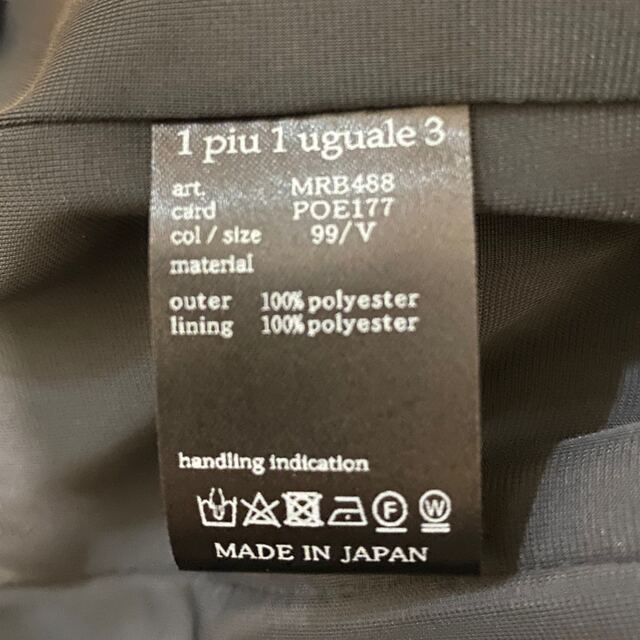 1 piu 1 uguale 3
art. MRB488
card POE177
col / size 99/V
material
outer 100% polyester
lining 100% polyester
handling indication
F W
MADE IN JAPAN